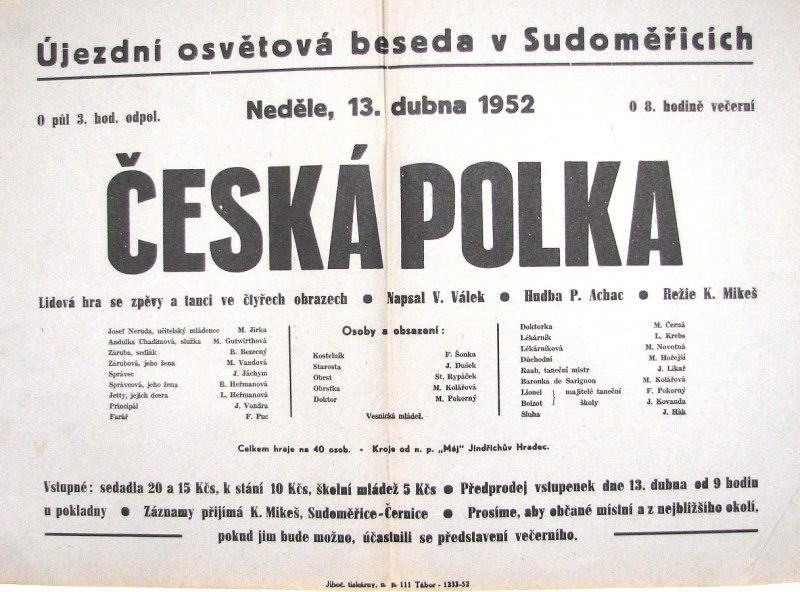 Újezdní osvětová beseda v Sudoměřicích
O půl 3. hod. odpol.
Neděle, 13. dubna 1952
O 8. hodině večerní
ČESKÁ POLKA
Lidová hra se zpěvy a tanci ve čtyřech obrazech ● Napsal V. Válek ● Hudba P. Achac ● Režie K. Mikeš
Josef Neruda, učitelský mládenec M. Jirka
Andulka Chadimová, služka M. Gutwirthová
Záruba, sedlák B. Bezecný
Zárubová, jeho žena M. Vandová
Správec J. Jáchym
Správcová, jeho žena B. Heřmanová
Jetty, jejich dcera L. Heřmanová
Principál J. Vondra
Farář F. Puc
Osoby a obsazení:
Kostelník F. Šonka
Starosta J. Dušek
Obrst St. Rypáček
Obrstka M. Kolářová
Doktor M. Pokorný
Vesnická mládež.
Doktorka M. Černá
Lékárník L. Krebs
Lékárníková M. Novotná
Důchodní M. Hořejší
Raab, taneční mistr J. Likař
Baronka de Sarignon M. Kolářová
Lionel } majitelé taneční F. Pokorný
Boizot } školy J. Kovanda
Sluha J. Hák
Celkem hraje na 40 osob. - Kroje od n. p. „Máj" Jindřichův Hradec.
Vstupné: sedadla 20 a 15 Kčs, k stání 10 Kčs, školní mládež 5 Kčs ● Předprodej vstupenek dne 13. dubna od 9 hodin
u pokladny ● Záznamy přijímá K. Mikeš, Sudoměřice-Černice ● Prosíme, aby občané místní a z nejbližšího okolí,
pokud jim bude možno, účastnili se představení večerního.
Jihoč. tiskárny, n. p. 111 Tábor - 1233-52